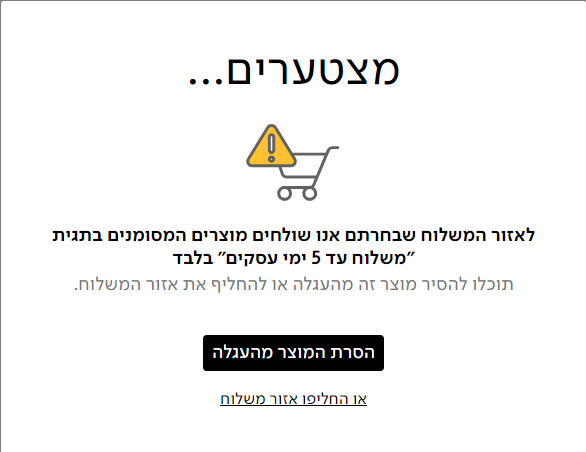 מצטערים...
לאזור המשלוח שבחרתם אנו שולחים מוצרים המסומנים בתגית
"משלוח עד 5 ימי עסקים" בלבד
תוכלו להסיר מוצר זה מהעגלה או להחליף את אזור המשלוח.
הסרת המוצר מהעגלה
או החליפו אזור משלוח